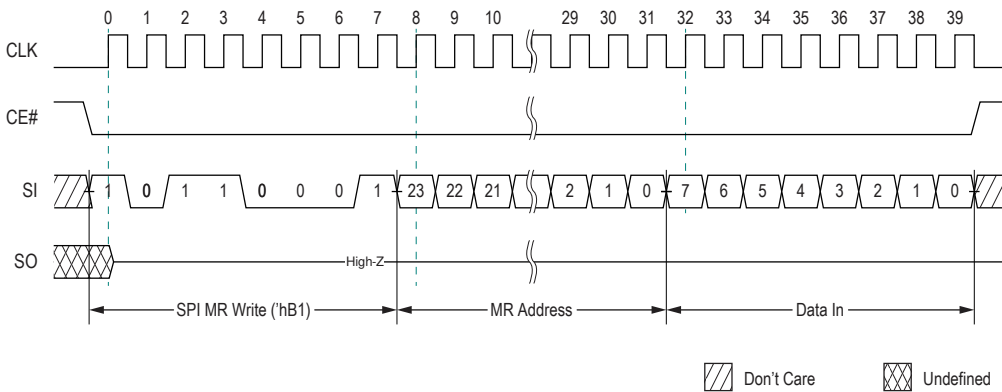 0 1 2 3 4 5 6 7 8 9 10 29 30 31 32 33 34 35 36 37 38 39
CLK
CE#
SI 1 0 1 1 0 0 0 1 23 22 21 2 1 0 7 6 5 4 3 2 1 0
SO High-Z
SPI MR Write ('hB1) MR Address Data In
Don't Care Undefined